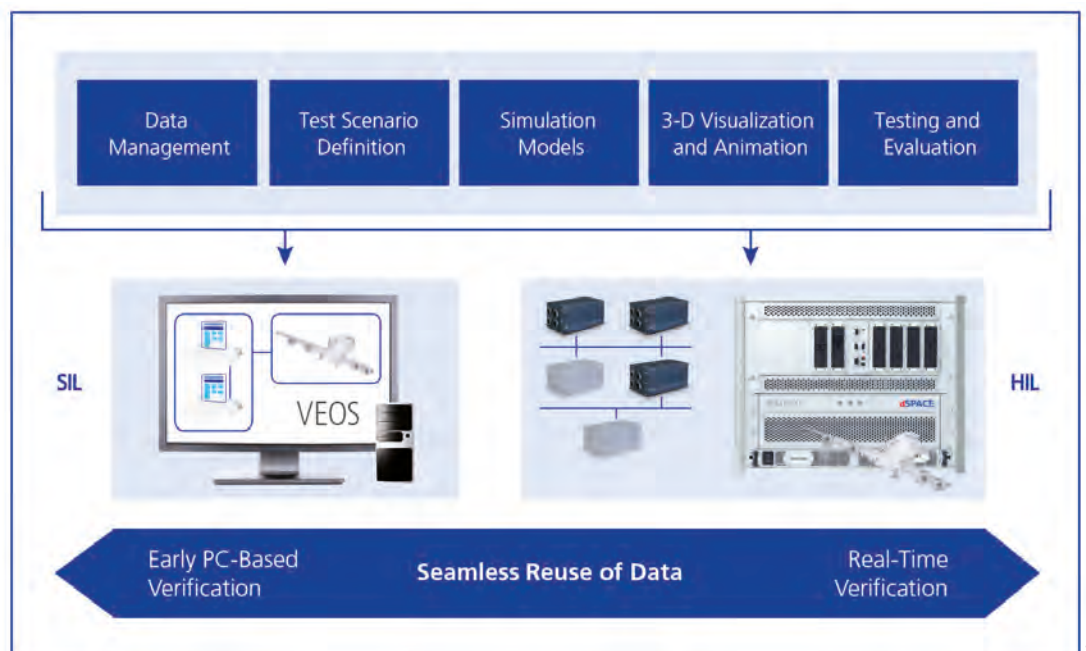 Data
Management
Test Scenario
Definition
Simulation
Models
3-D Visualization
and Animation
Testing and
Evaluation
SIL
VEOS
dSPACE
HIL
Early PC-Based
Verification
Seamless Reuse of Data
Real-Time
Verification